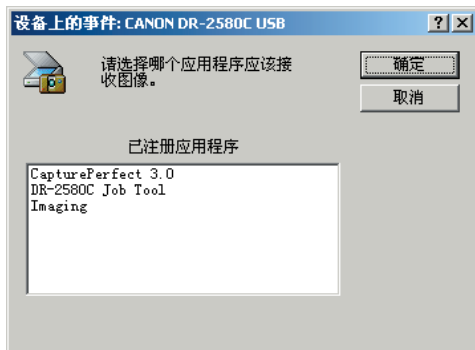 设备上的事件: CANON DR-2580C USB
请选择哪个应用程序应该接
收图像。
确定
取消
已注册应用程序
CapturePerfect 3.0
DR-2580C Job Tool
Imaging